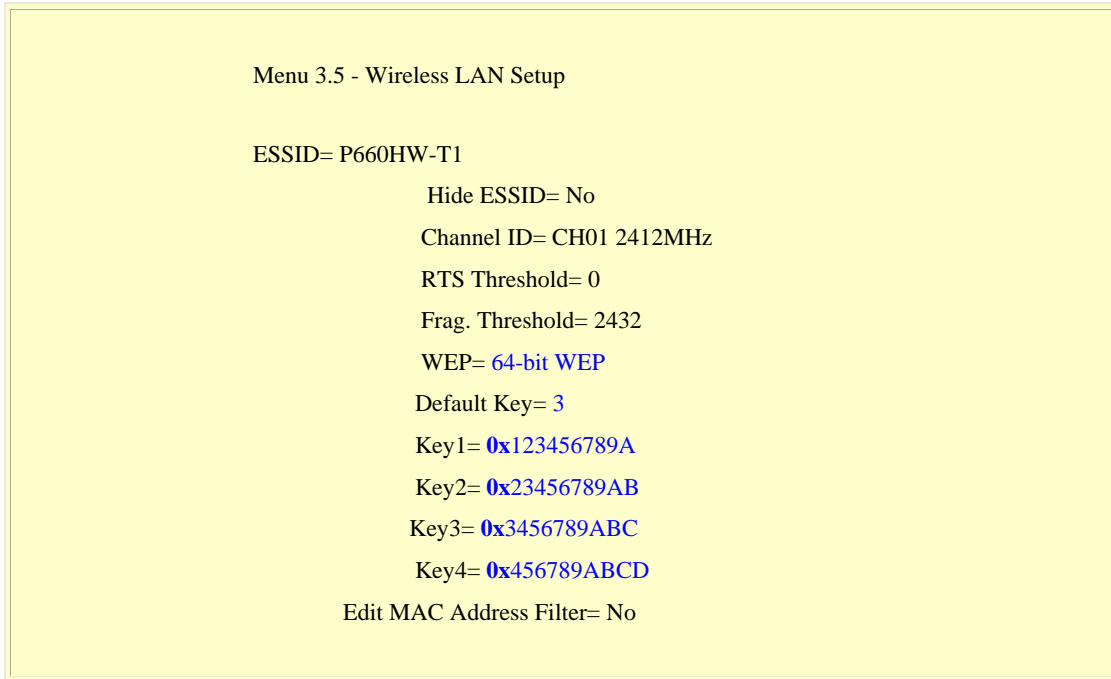 Menu 3.5 - Wireless LAN Setup
ESSID= P660HW-T1
Hide ESSID= No
Channel ID= CH01 2412MHz
RTS Threshold= 0
Frag. Threshold= 2432
WEP= 64-bit WEP
Default Key= 3
Key1= 0x123456789A
Key2= 0x23456789AB
Key3= 0x3456789ABC
Key4= 0x456789ABCD
Edit MAC Address Filter= No